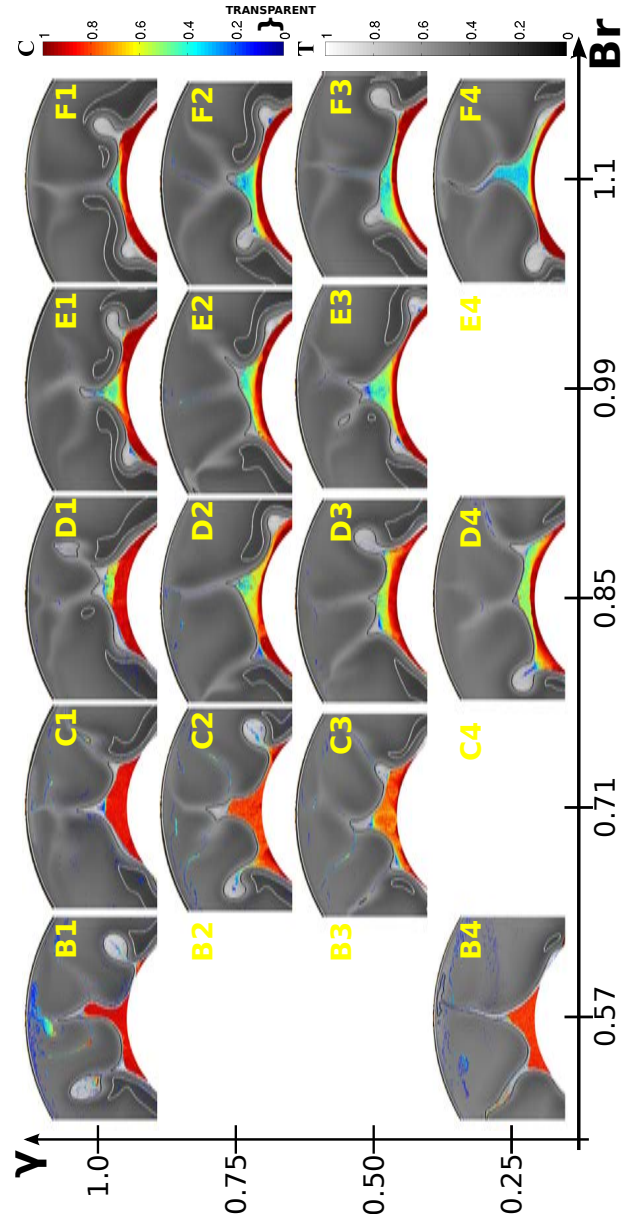 Y
1.0
0.75
0.50
0.25
B1
C1
D1
E1
F1
B2
C2
D2
E2
F2
B3
C3
D3
E3
F3
B4
C4
D4
E4
F4
0.57
0.71
0.85
0.99
1.1
Br
C
1
0.8
0.6
0.4
0.2
0
TRANSPARENT
}
T
1
0.8
0.6
0.4
0.2
0